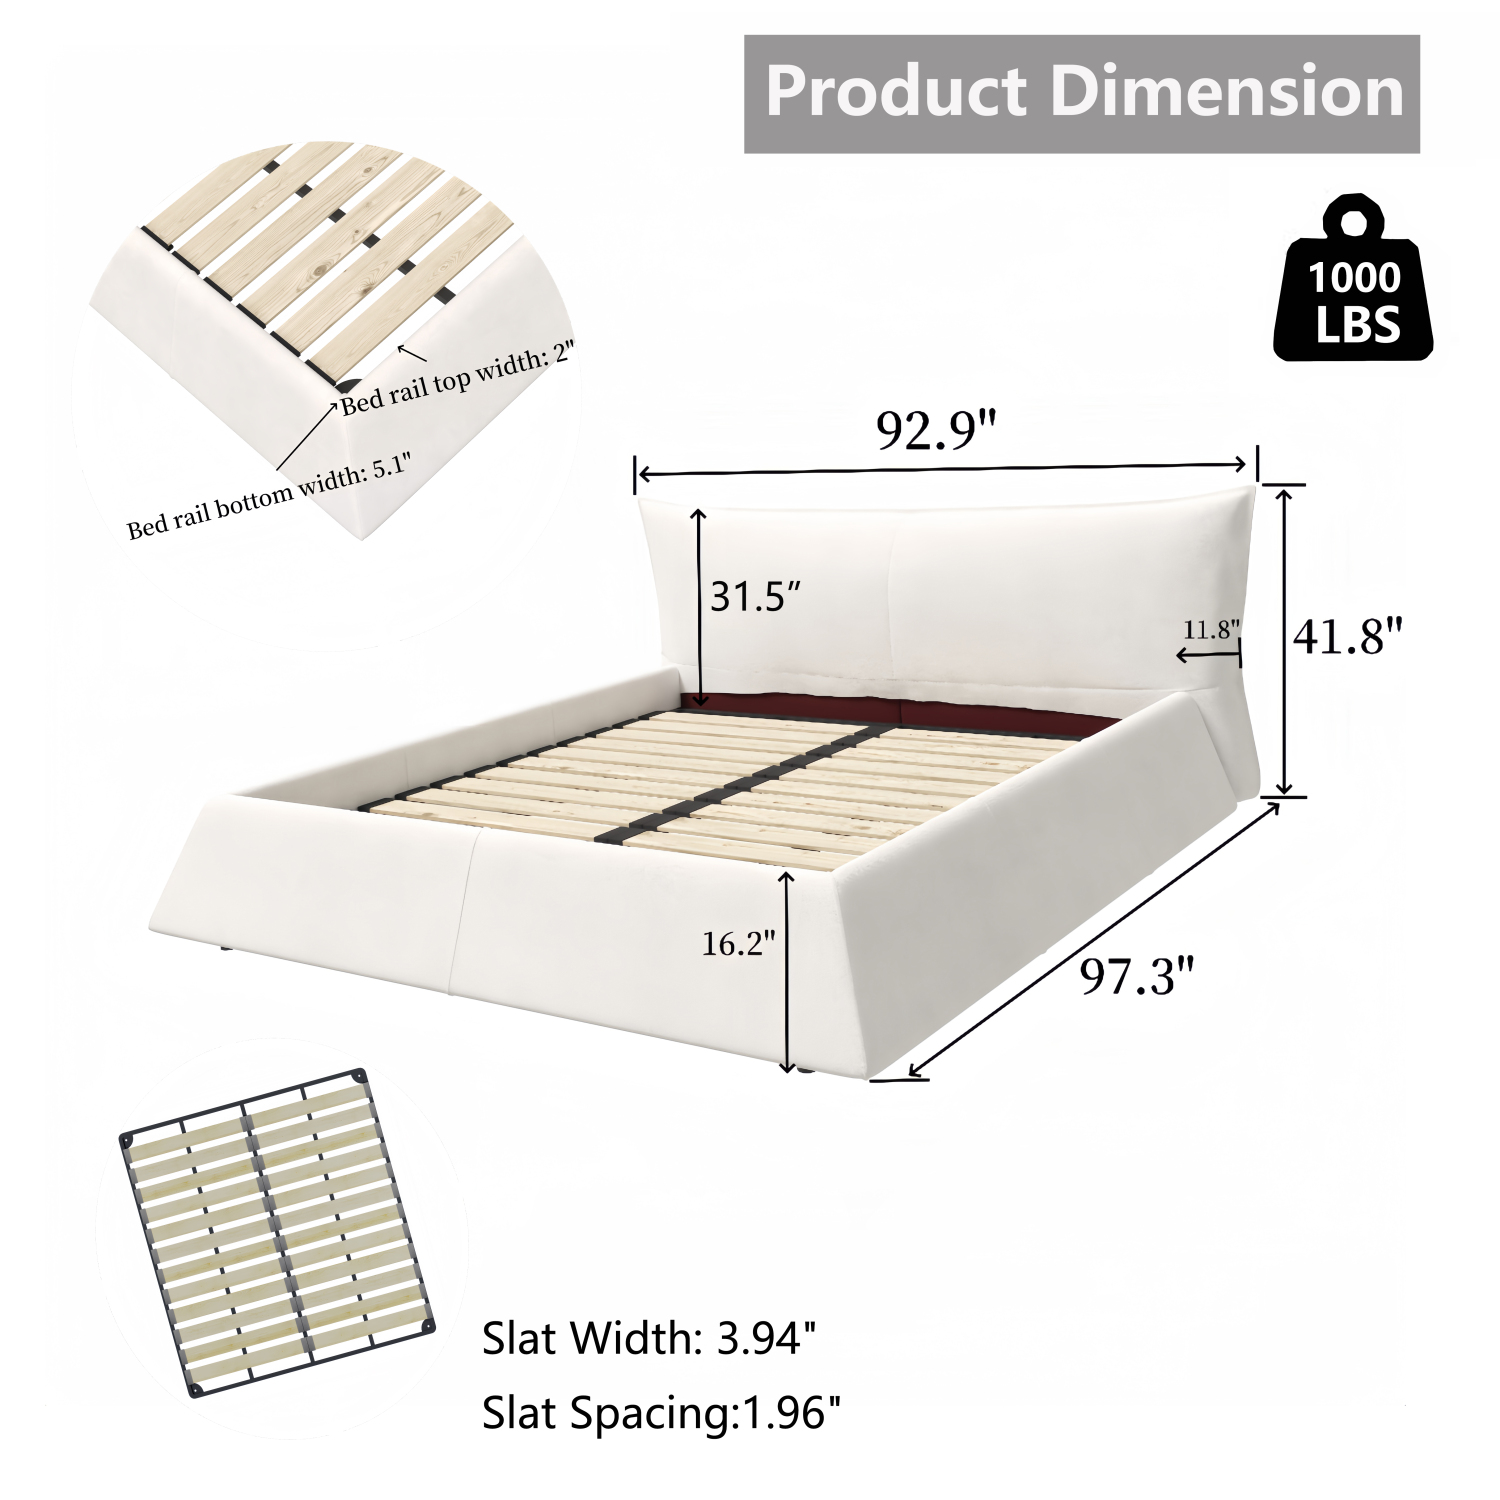 Product Dimension
1000
LBS
Bed rail top width: 2"
Bed rail bottom width: 5.1"
92.9"
31.5″
11.8"
41.8"
16.2"
97.3"
Slat Width: 3.94"
Slat Spacing:1.96"